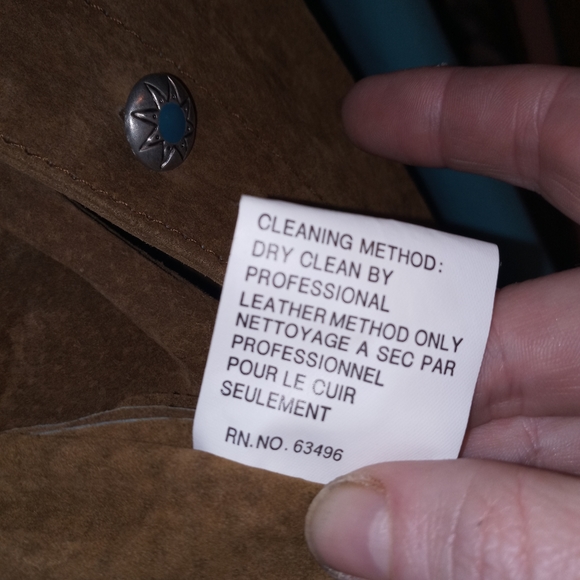 CLEANING METHOD:
DRY CLEAN BY
PROFESSIONAL
LEATHER METHOD ONLY
NETTOYAGE A SEC PAR
PROFESSIONNEL
POUR LE CUIR
SEULEMENT
RN.NO. 63496